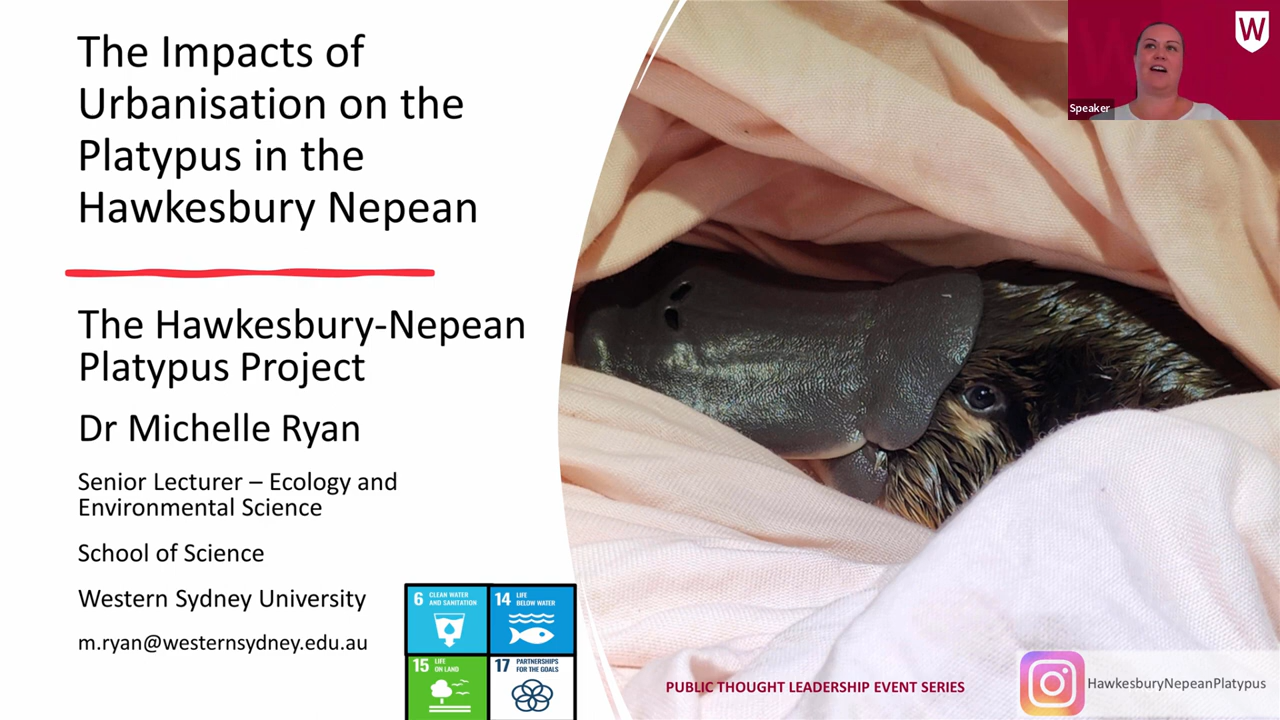 The Impacts of
Urbanisation on the
Platypus in the
Hawkesbury Nepean
The Hawkesbury-Nepean
Platypus Project
Dr Michelle Ryan
Senior Lecturer – Ecology and
Environmental Science
School of Science
Western Sydney University
m.ryan@westernsydney.edu.au
6 CLEAN WATER
AND SANITATION
14 LIFE
BELOW WATER
15 LIFE
ON LAND
17 PARTNERSHIPS
FOR THE GOALS
PUBLIC THOUGHT LEADERSHIP EVENT SERIES
HawkesburyNepeanPlatypus
W
W
Speaker